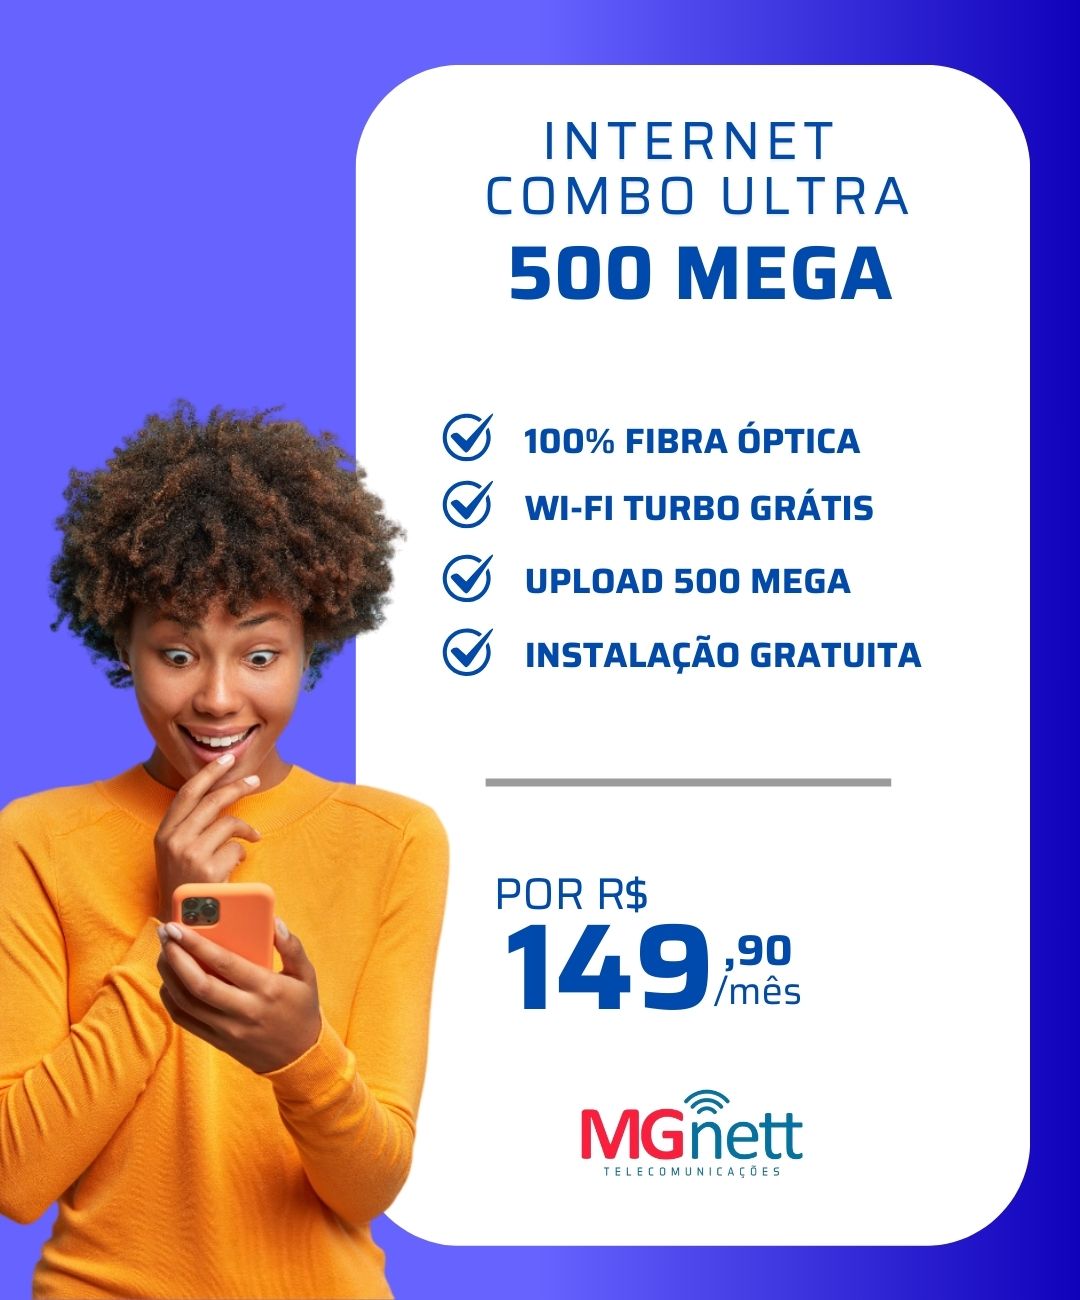 INTERNET
COMBO ULTRA
500 MEGA
100% FIBRA ÓPTICA
WI-FI TURBO GRÁTIS
UPLOAD 500 MEGA
INSTALAÇÃO GRATUITA
POR R$
149,90
/mês
MGnett
TELECOMUNICAÇÕES